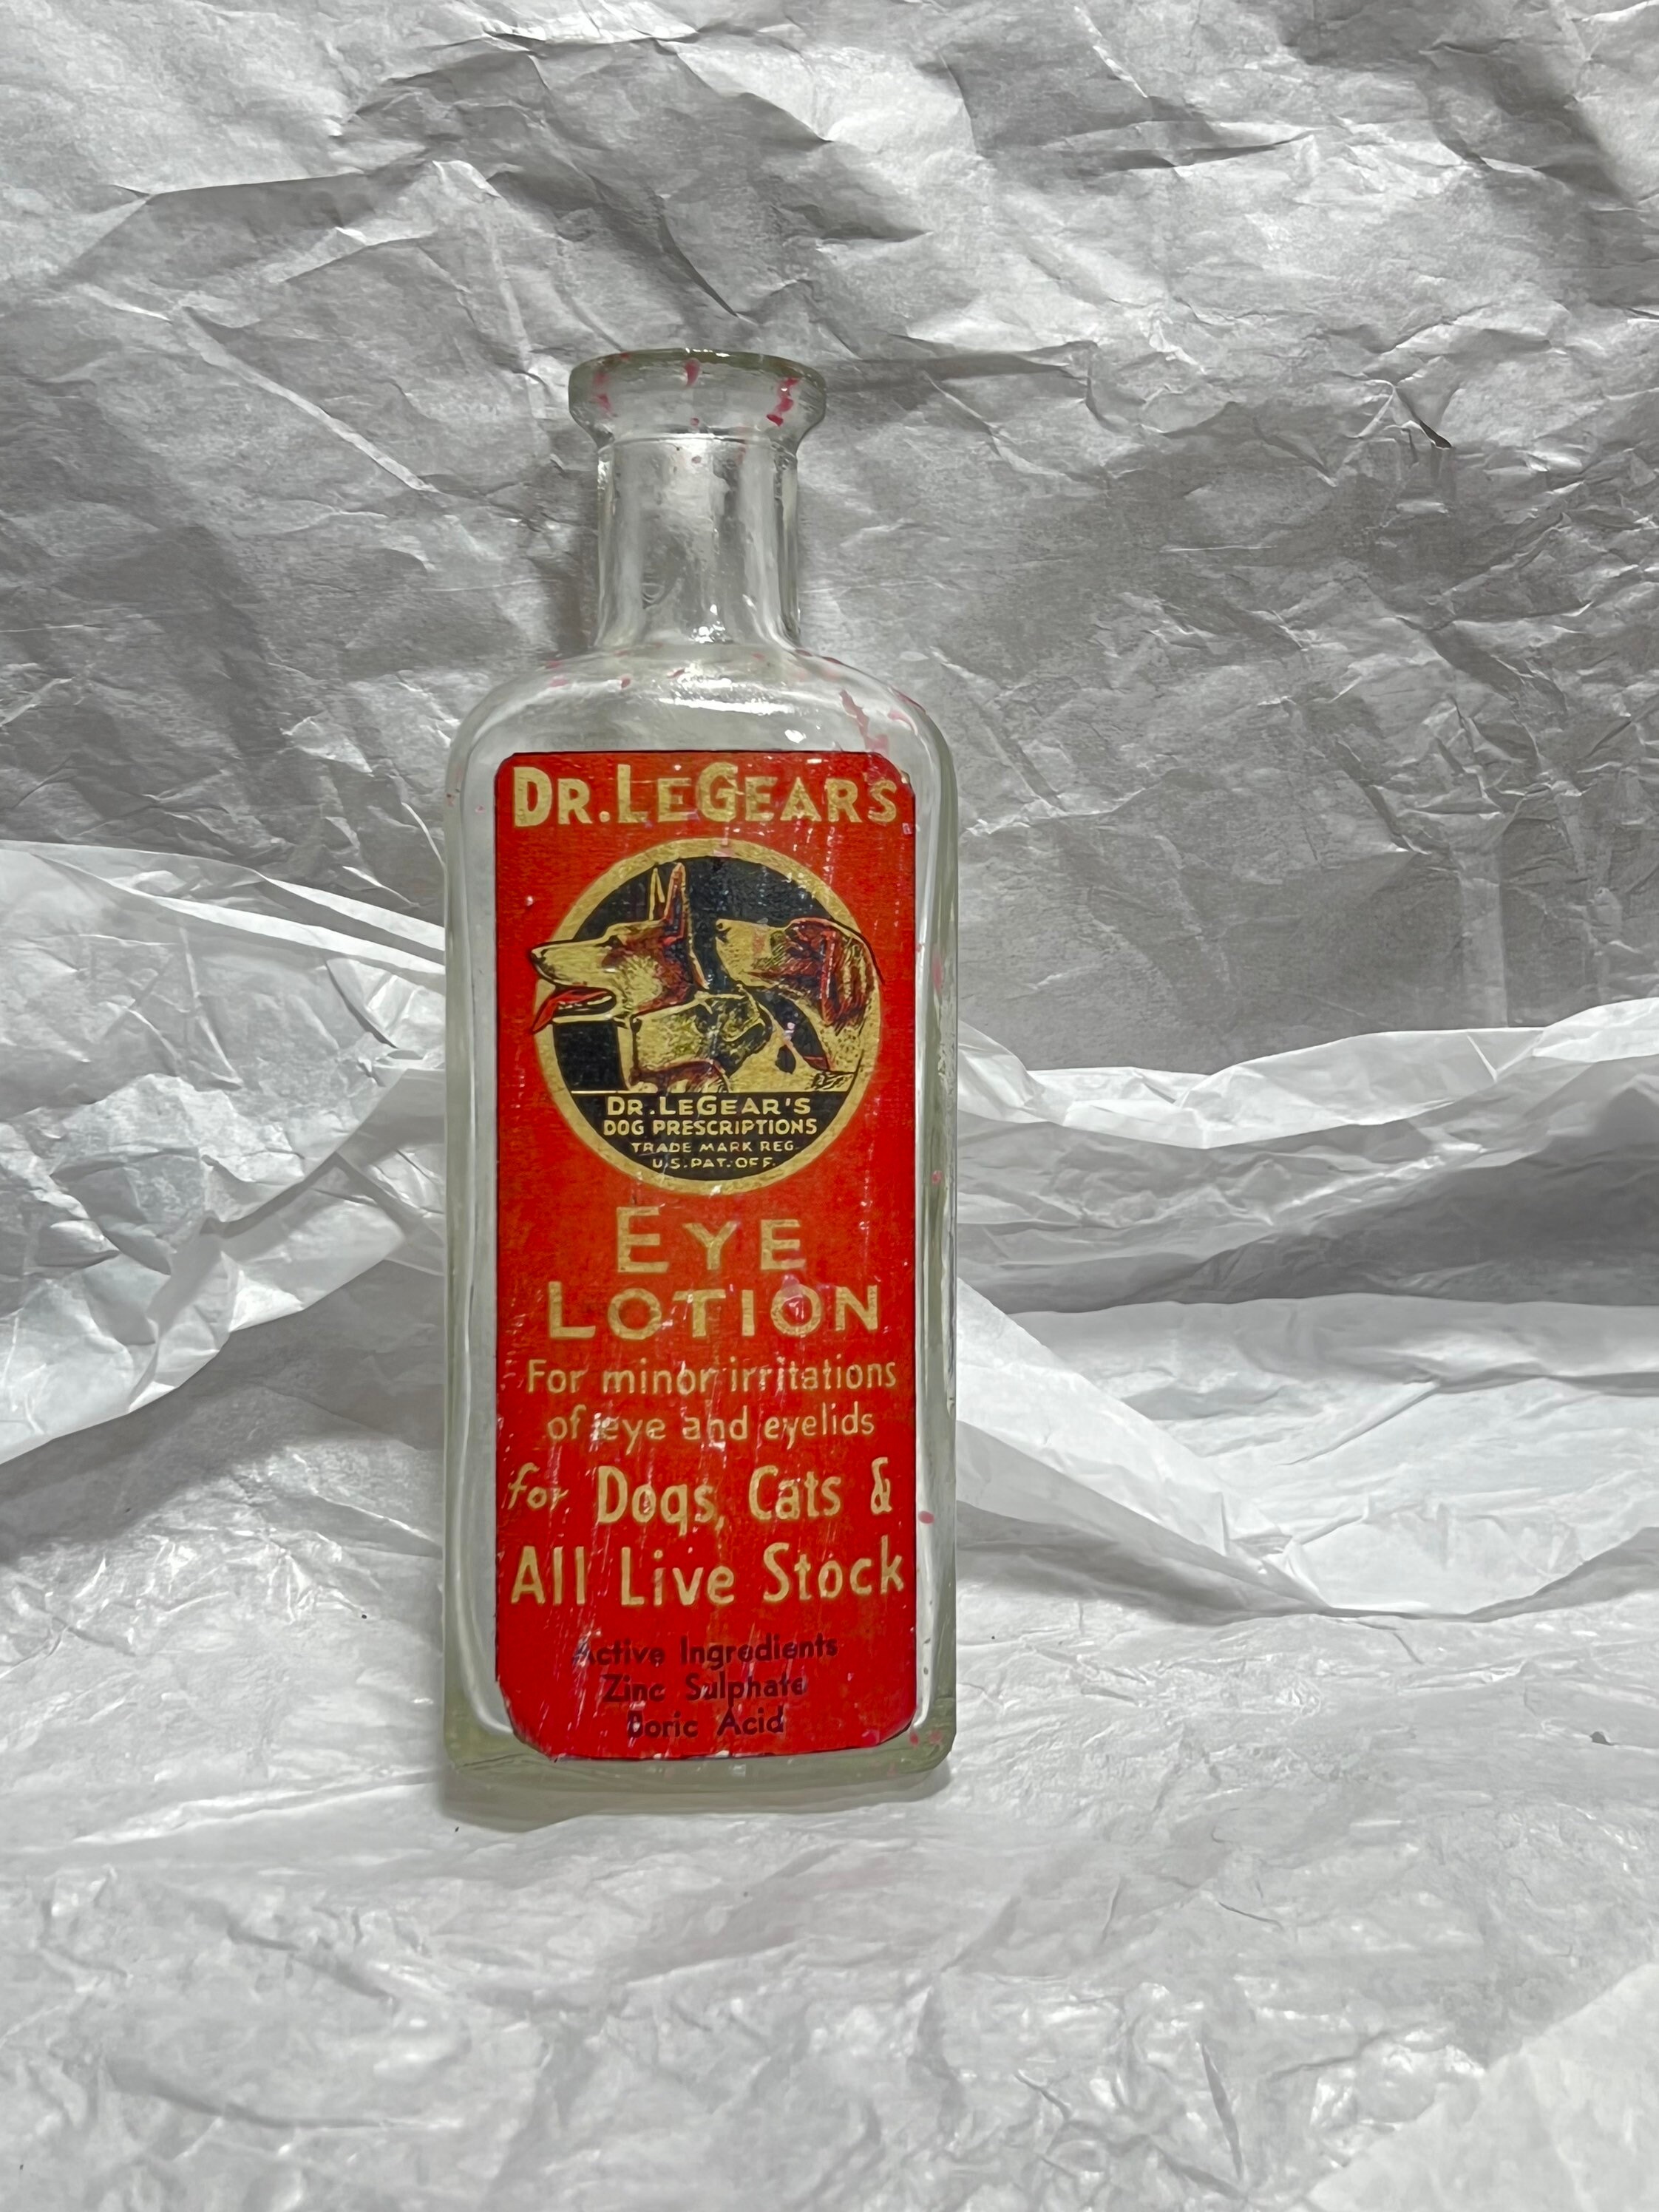 DR. LEGEAR'S
DR. LEGEAR'S
DOG PRESCRIPTIONS
TRADE MARK REG.
U.S. PAT. OFF.
EYE
LOTION
For minor irritations
of eye and eyelids
for Dogs, Cats &
All Live Stock
Active Ingredients
Zinc Sulphate
Boric Acid